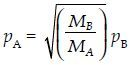 p_A = √(M_B / M_A) p_B